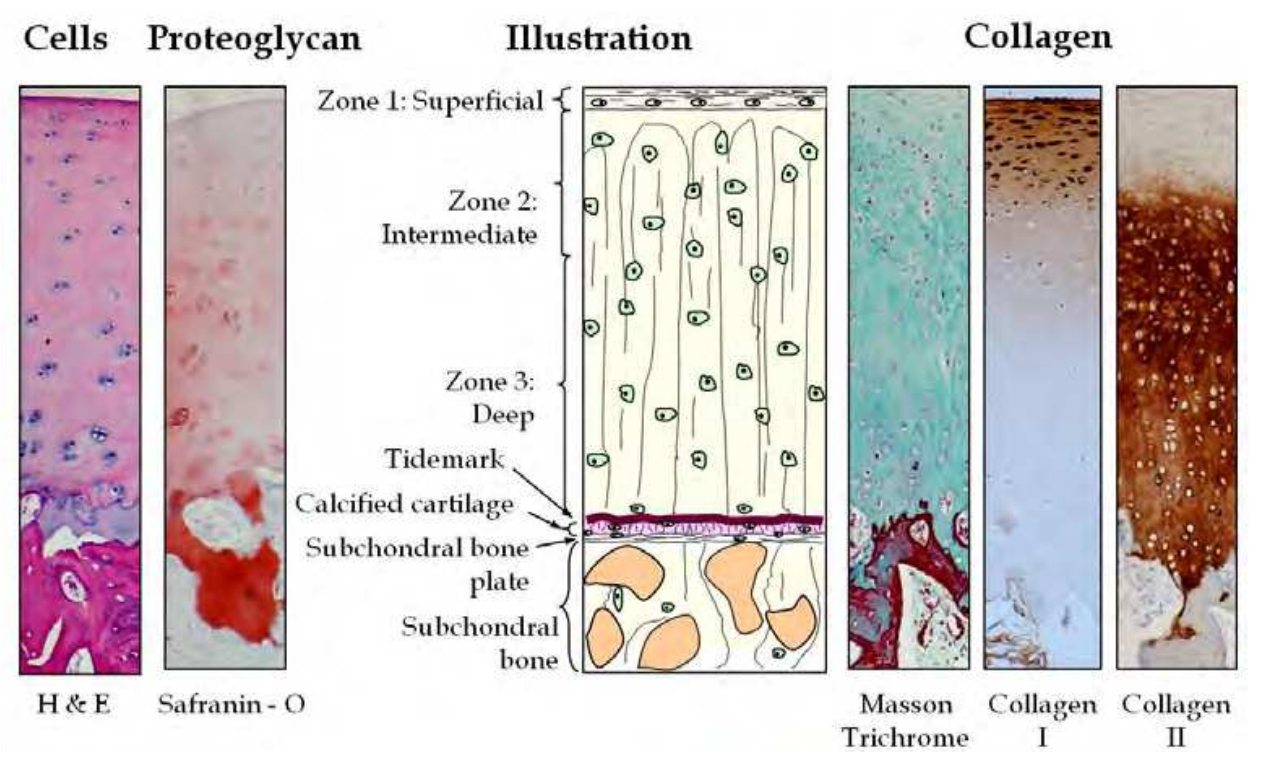 Cells
Proteoglycan
Illustration
Collagen
Zone 1: Superficial
Zone 2:
Intermediate
Zone 3:
Deep
Tidemark
Calcified cartilage
Subchondral bone
plate
Subchondral
bone
H & E
Safranin - O
Masson
Trichrome
Collagen
I
Collagen
II